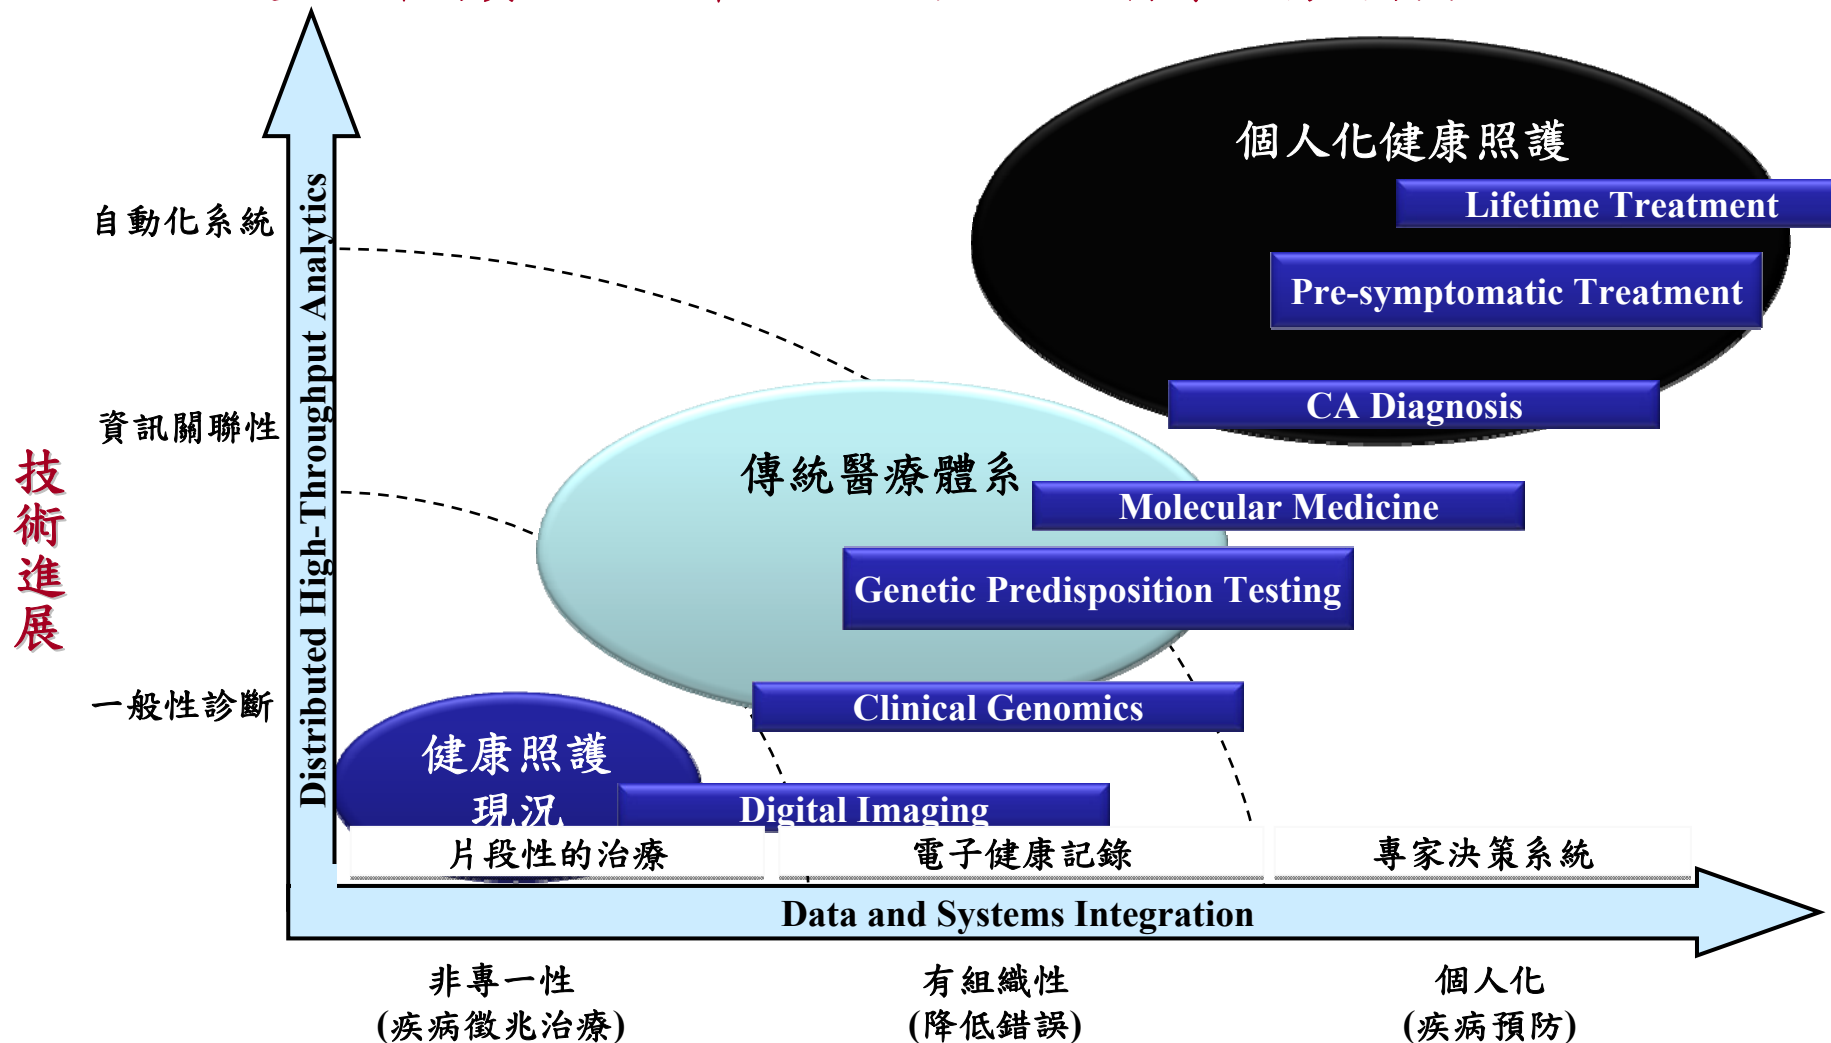 個人化健康照護
Lifetime Treatment
自動化系統
Pre-symptomatic Treatment
Distributed High-Throughput Analytics
CA Diagnosis
資訊關聯性
傳統醫療體系
技術進展
Molecular Medicine
Genetic Predisposition Testing
一般性診斷
Clinical Genomics
健康照護
現況
Digital Imaging
片段性的治療
電子健康記錄
專家決策系統
Data and Systems Integration
非專一性
(疾病徵兆治療)
有組織性
(降低錯誤)
個人化
(疾病預防)